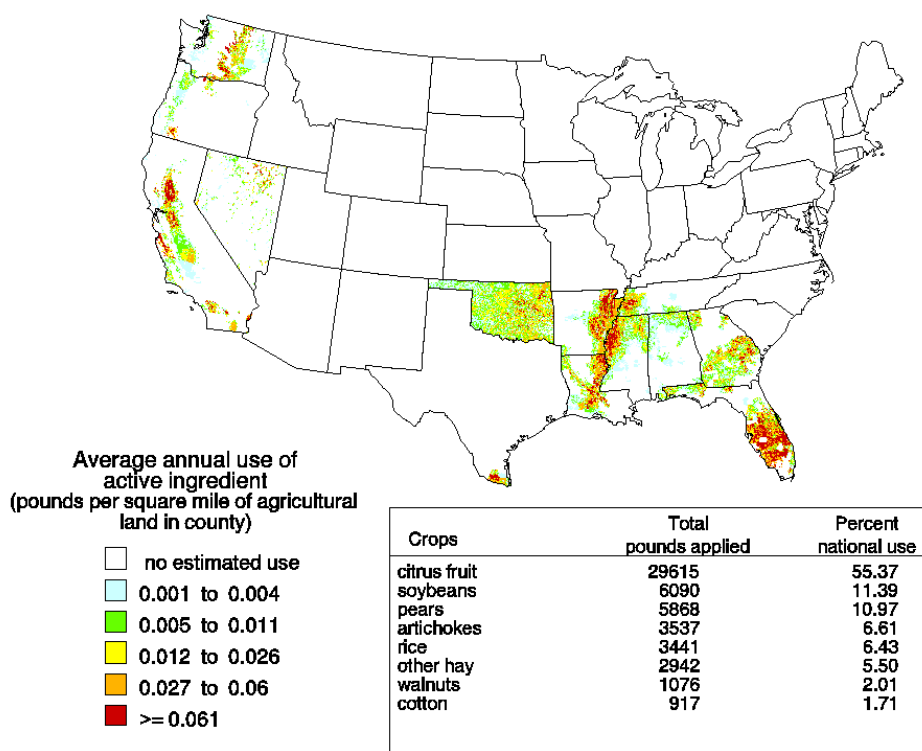 Average annual use of
active ingredient
(pounds per square mile of agricultural
land in county)
no estimated use
0.001 to 0.004
0.005 to 0.011
0.012 to 0.026
0.027 to 0.06
>= 0.061
Crops Total pounds applied Percent national use
citrus fruit 29615 55.37
soybeans 6090 11.39
pears 5868 10.97
artichokes 3537 6.61
rice 3441 6.43
other hay 2942 5.50
walnuts 1076 2.01
cotton 917 1.71